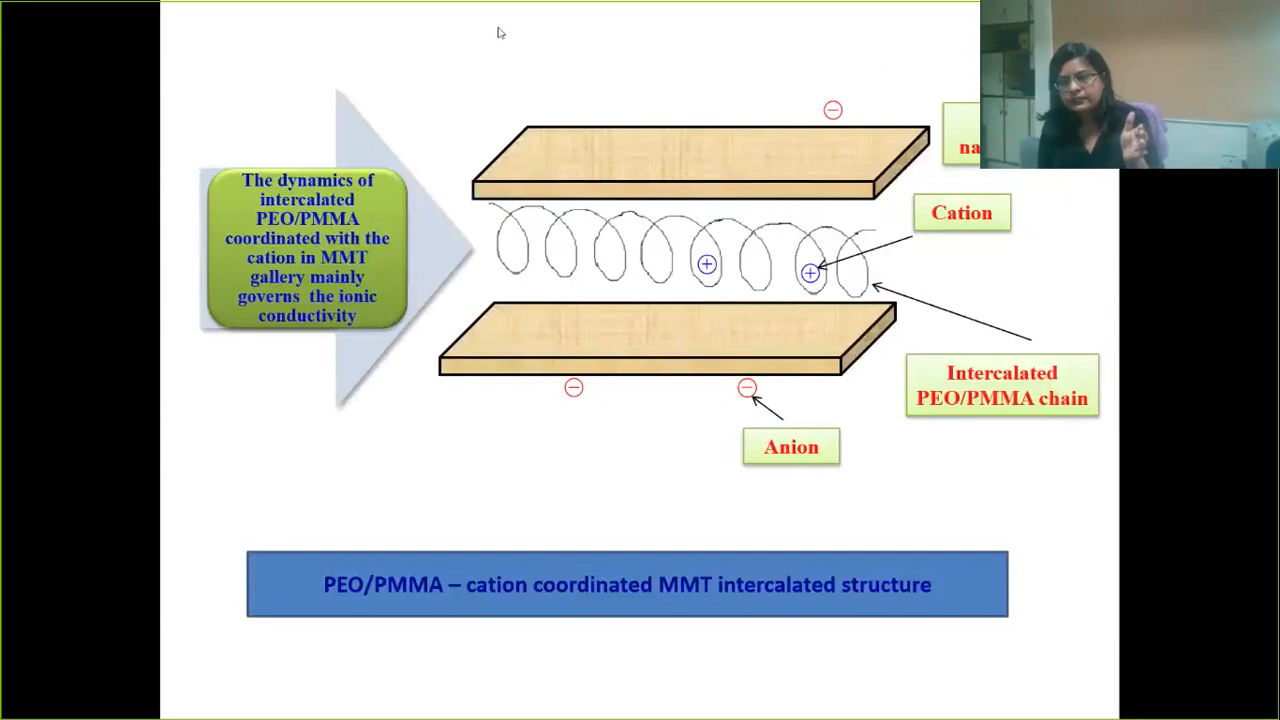 The dynamics of
intercalated
PEO/PMMA
coordinated with the
cation in MMT
gallery mainly
governs the ionic
conductivity
Cation
Intercalated
PEO/PMMA chain
Anion
PEO/PMMA – cation coordinated MMT intercalated structure